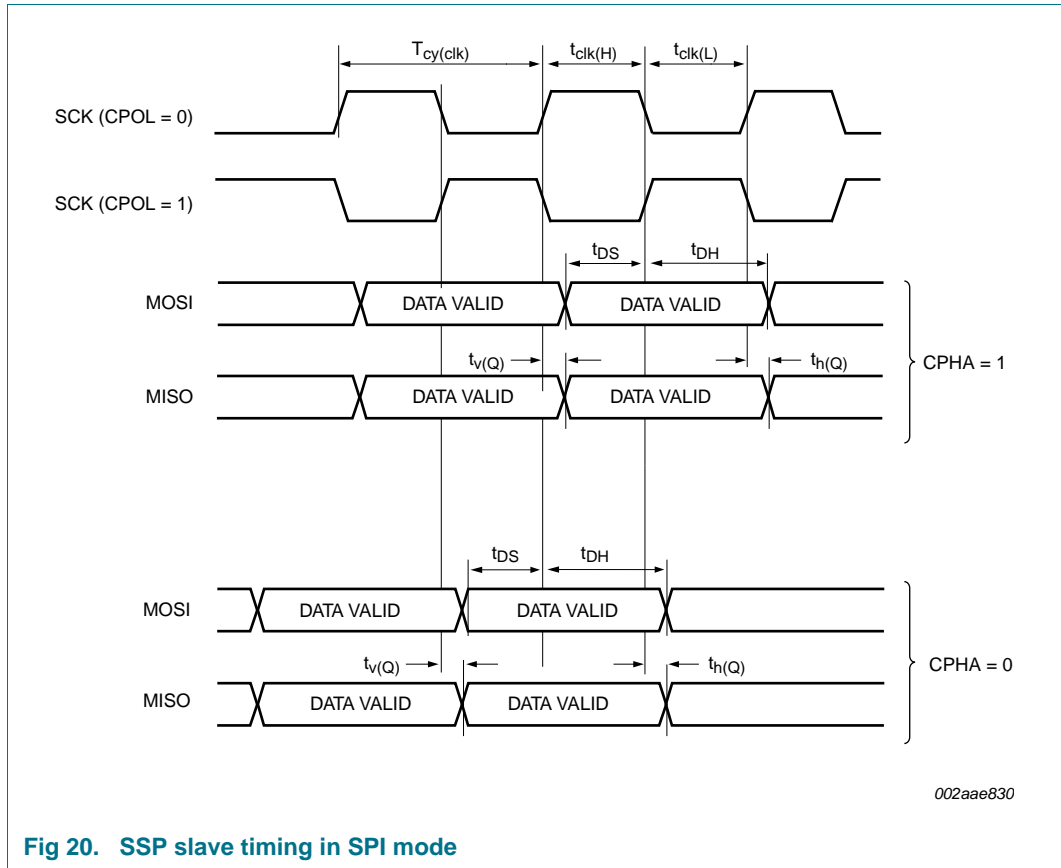 Tcy(clk) tclk(H) tclk(L)
SCK (CPOL = 0)
SCK (CPOL = 1)
tDS tDH
MOSI DATA VALID DATA VALID
tv(Q) th(Q) CPHA = 1
MISO DATA VALID DATA VALID
tDS tDH
MOSI DATA VALID DATA VALID
tv(Q) th(Q) CPHA = 0
MISO DATA VALID DATA VALID
002aae830
Fig 20. SSP slave timing in SPI mode